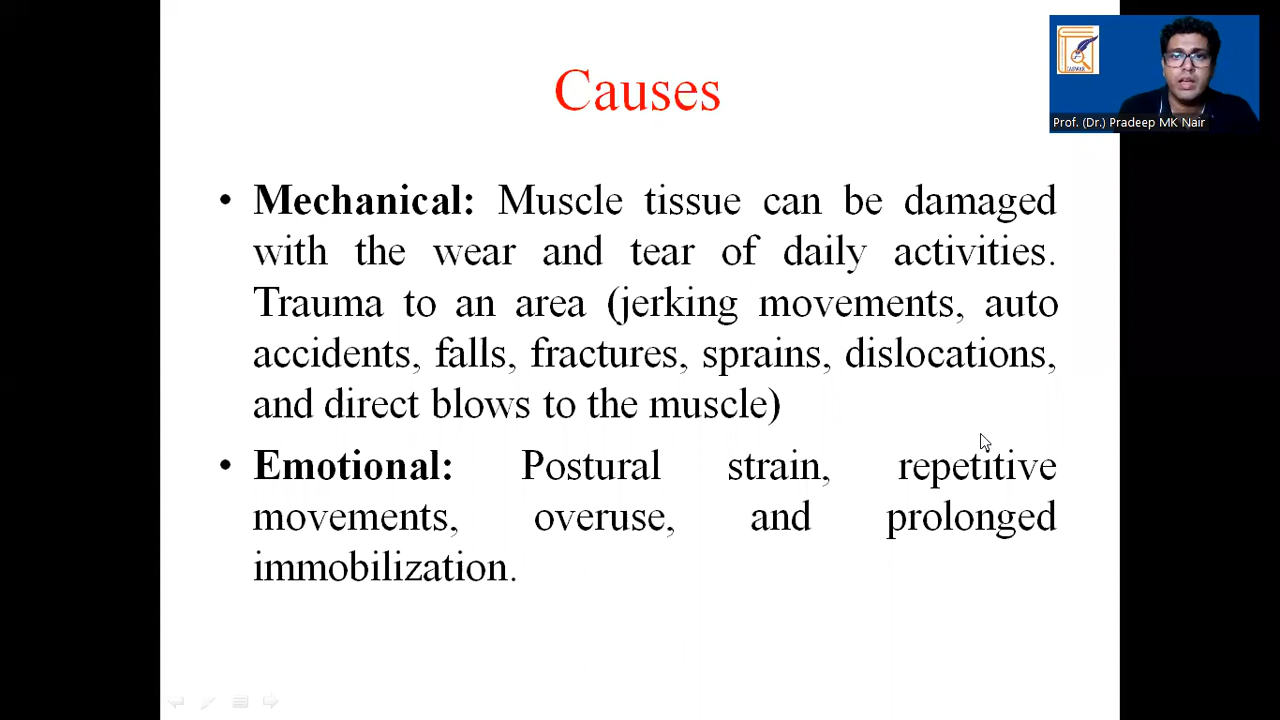 Causes
Prof. (Dr.) Pradeep MK Nair
• Mechanical: Muscle tissue can be damaged
with the wear and tear of daily activities.
Trauma to an area (jerking movements, auto
accidents, falls, fractures, sprains, dislocations,
and direct blows to the muscle)
• Emotional: Postural strain, repetitive
movements, overuse, and prolonged
immobilization.